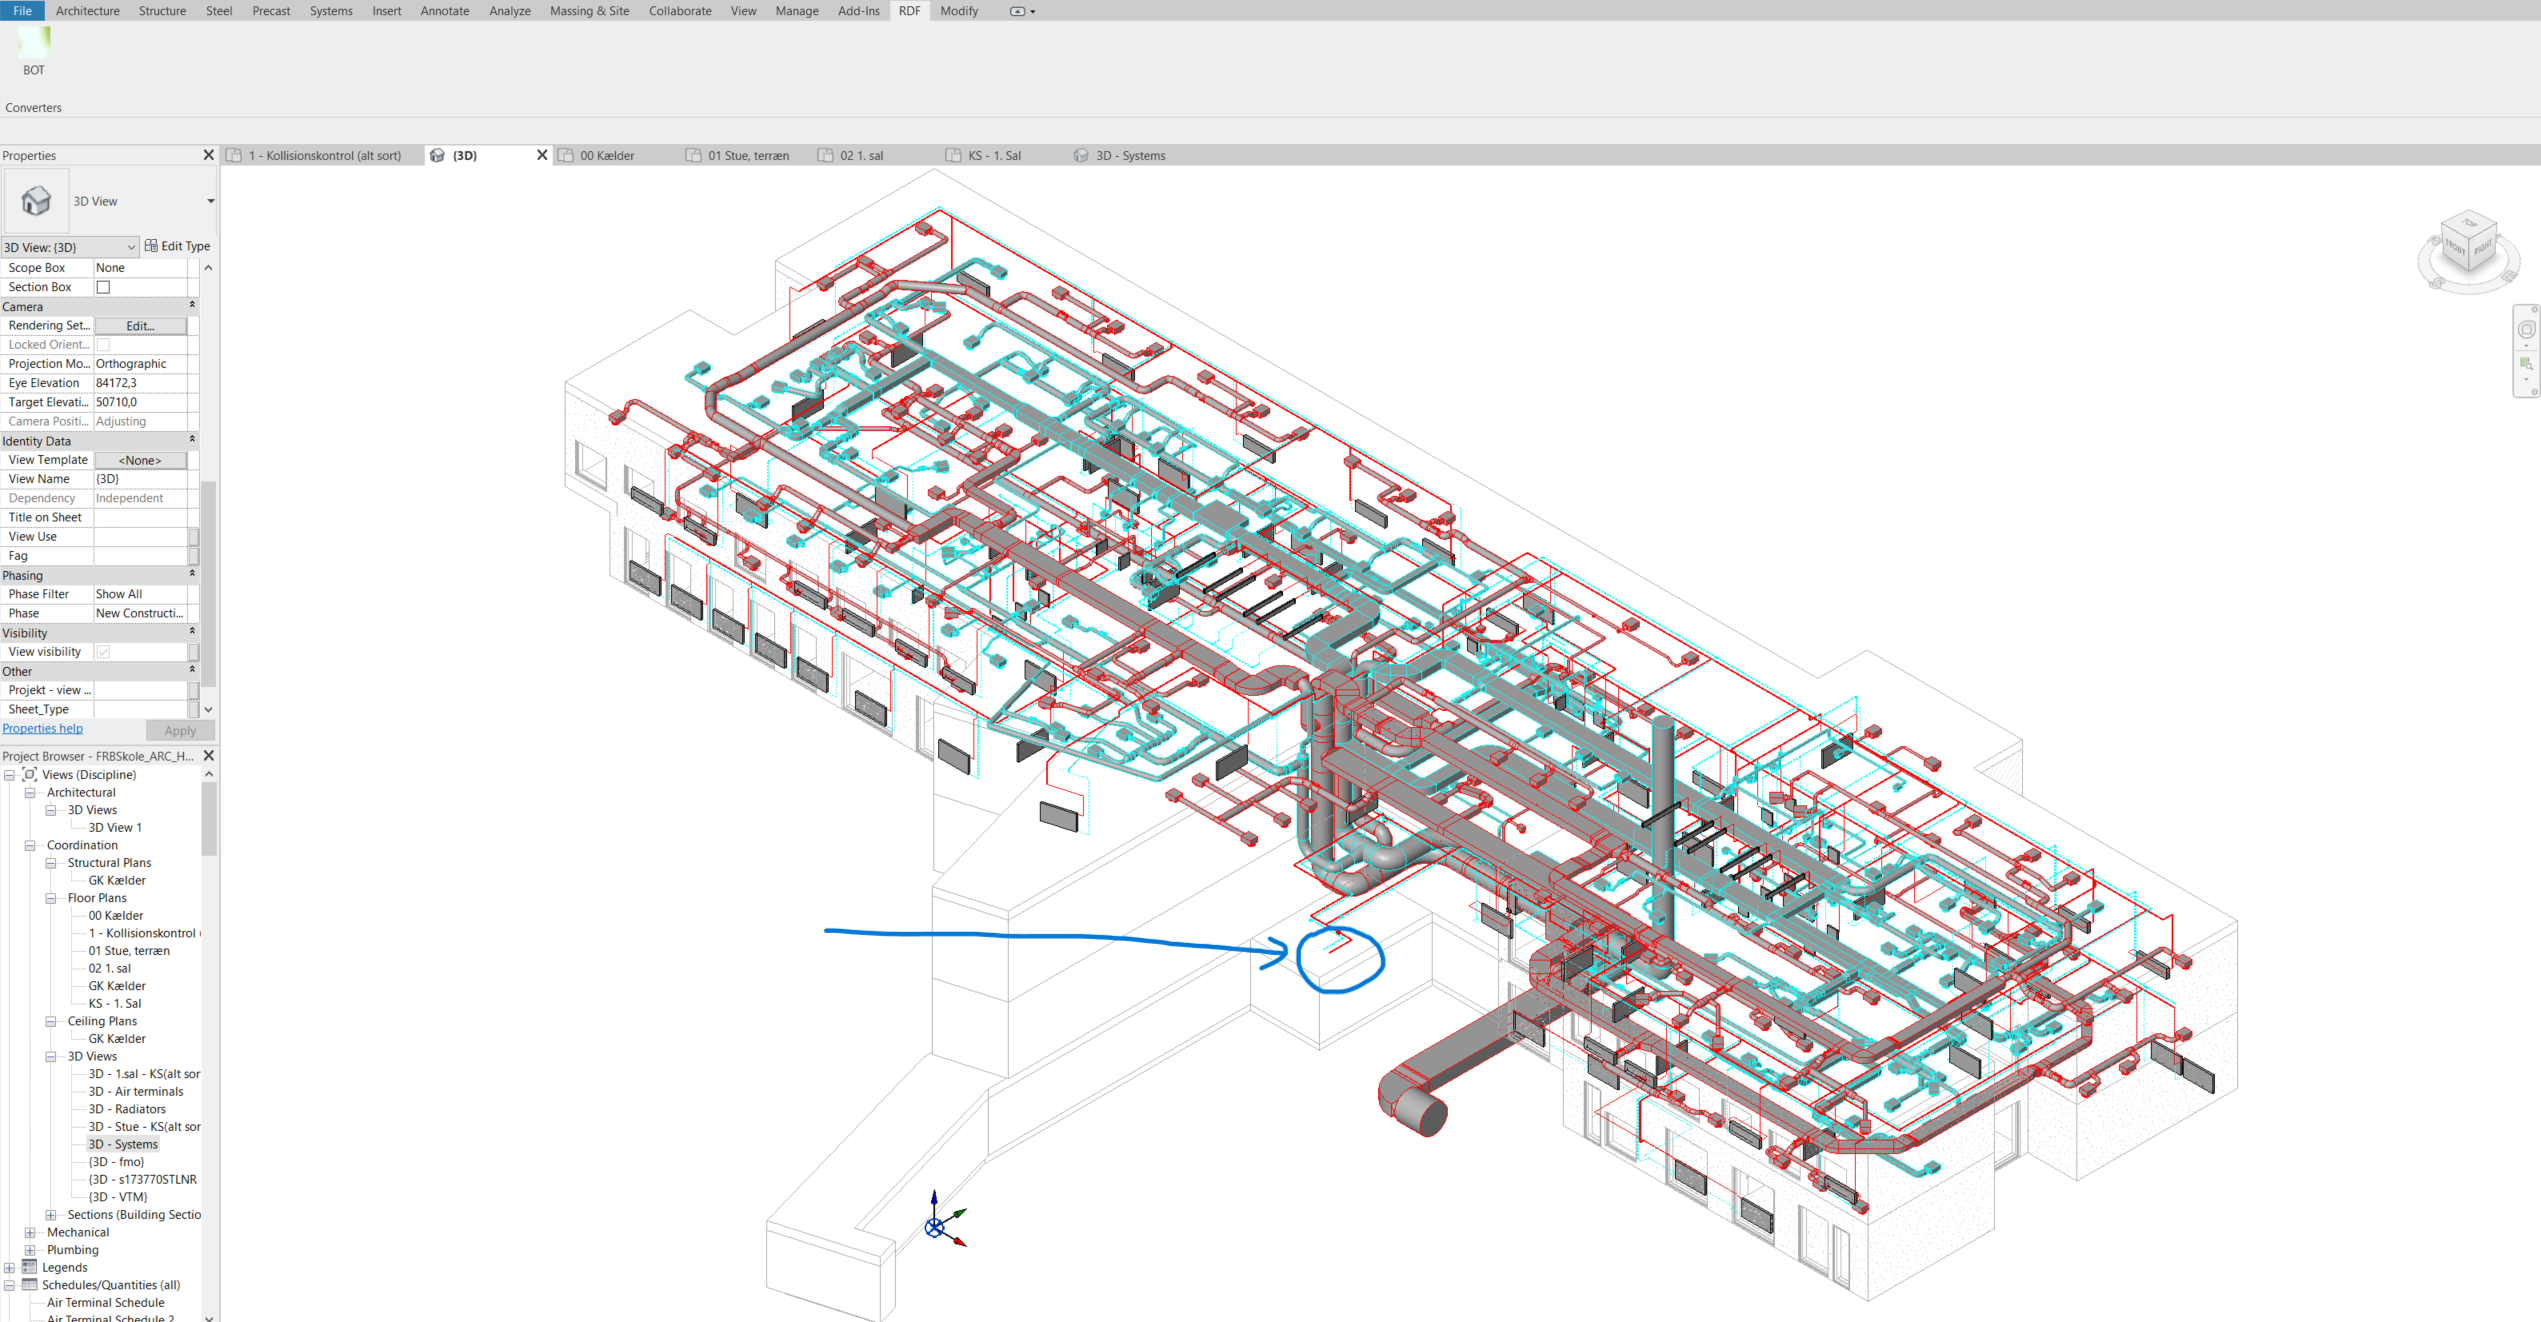 File Architecture Structure Steel Precast Systems Insert Annotate Analyze Massing & Site Collaborate View Manage Add-Ins RDF Modify
BOT
Converters
Properties
1 - Kollisionskontrol (alt sort) {3D} 00 Kælder 01 Stue, terræn 02 1. sal KS - 1. Sal 3D - Systems
3D View
3D View: {3D} Edit Type
Scope Box None
Section Box
Camera
Rendering Set... Edit...
Locked Orient...
Projection Mo... Orthographic
Eye Elevation 84172,3
Target Elevati... 50710,0
Camera Positi... Adjusting
Identity Data
View Template <None>
View Name {3D}
Dependency Independent
Title on Sheet
View Use
Fag
Phasing
Phase Filter Show All
Phase New Constructi...
Visibility
View visibility
Other
Projekt - view ...
Sheet_Type
Properties help Apply
Project Browser - FRBSkole_ARC_H...
Views (Discipline)
Architectural
3D Views
3D View 1
Coordination
Structural Plans
GK Kælder
Floor Plans
00 Kælder
1 - Kollisionskontrol
01 Stue, terræn
02 1. sal
GK Kælder
KS - 1. Sal
Ceiling Plans
GK Kælder
3D Views
3D - 1.sal - KS(alt sor
3D - Air terminals
3D - Radiators
3D - Stue - KS(alt sor
3D - Systems
{3D - fmo}
{3D - s173770STLNR
{3D - VTM}
Sections (Building Sectio
Mechanical
Plumbing
Legends
Schedules/Quantities (all)
Air Terminal Schedule
Air Terminal Schedule 2
TOP
FRONT RIGHT